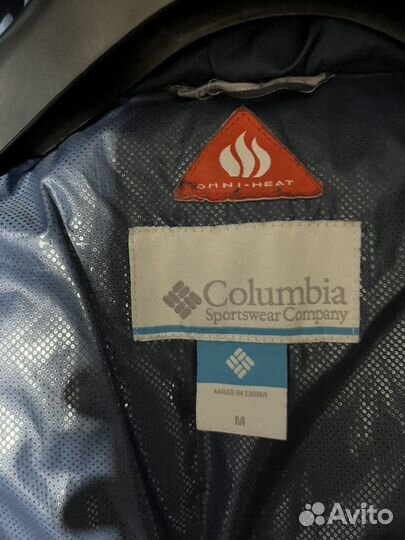 OMNI-HEAT
Columbia
Sportswear Company
MADE IN CHINA
M
Avito